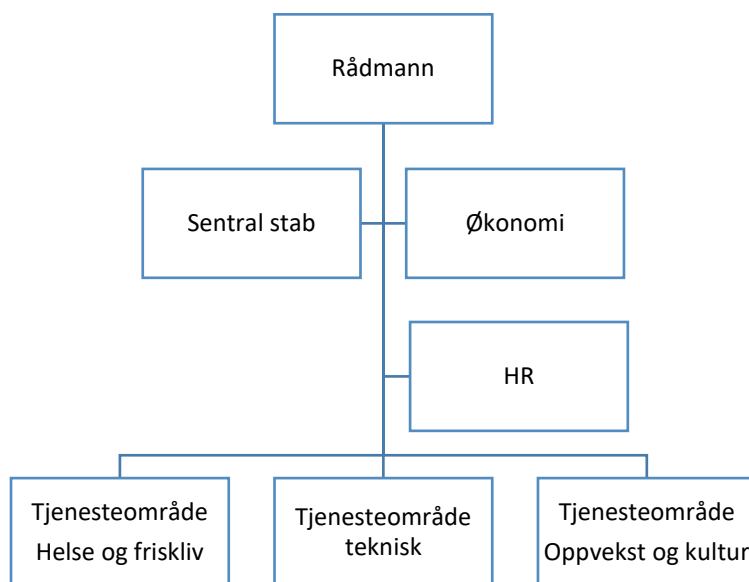 Rådmann
Sentral stab
Økonomi
HR
Tjenesteområde
Helse og friskliv
Tjenesteområde
teknisk
Tjenesteområde
Oppvekst og kultur